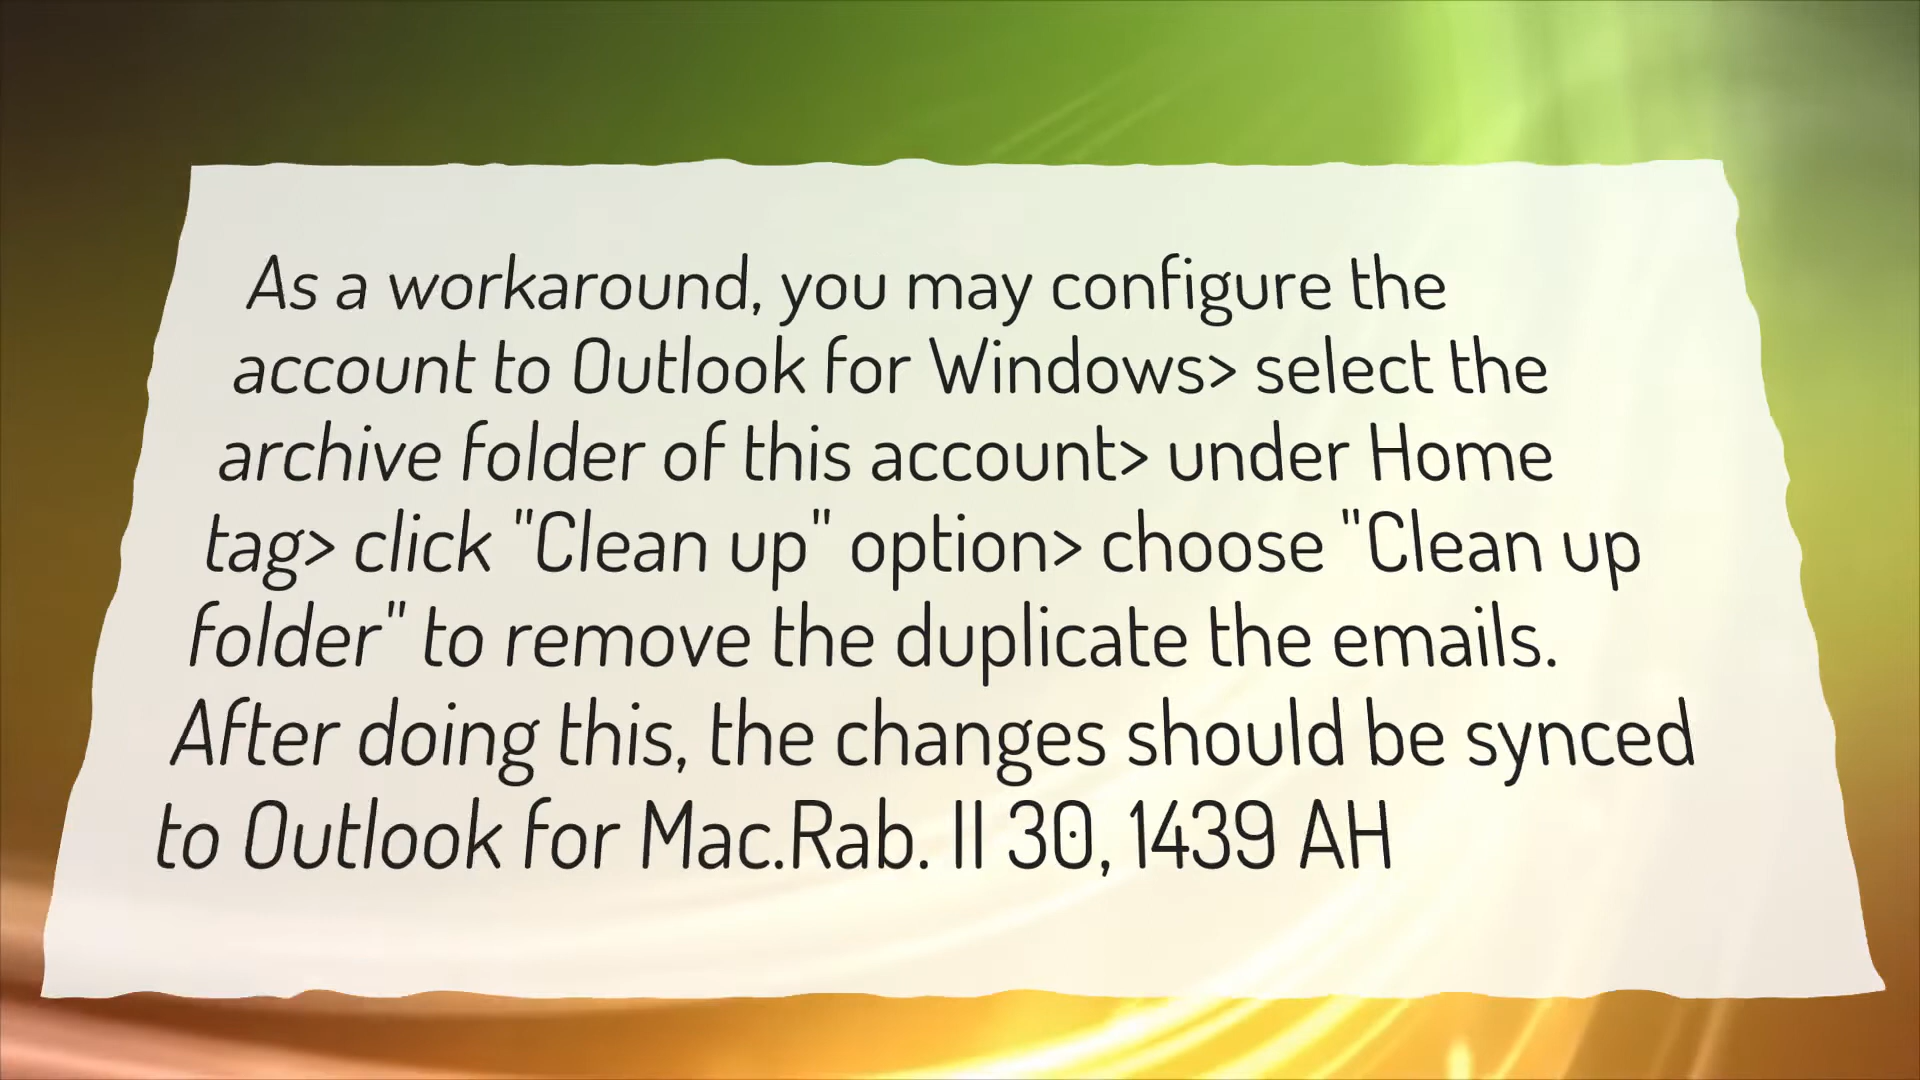 As a workaround, you may configure the
account to Outlook for Windows> select the
archive folder of this account> under Home
tag> click "Clean up" option> choose "Clean up
folder" to remove the duplicate the emails.
After doing this, the changes should be synced
to Outlook for Mac.Rab. II 30, 1439 AH